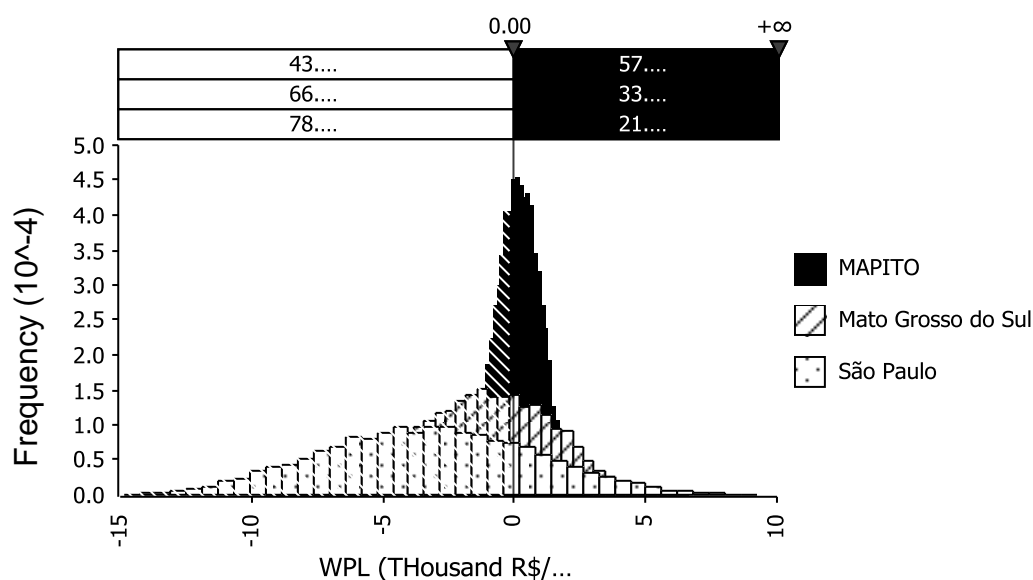 0.00 +∞
43.... 57....
66.... 33....
78.... 21....
5.0
4.5
4.0
3.5
3.0
2.5
2.0
1.5
1.0
0.5
0.0
Frequency (10^-4)
-15 -10 -5 0 5 10
WPL (THousand R$/...
MAPITO
Mato Grosso do Sul
São Paulo